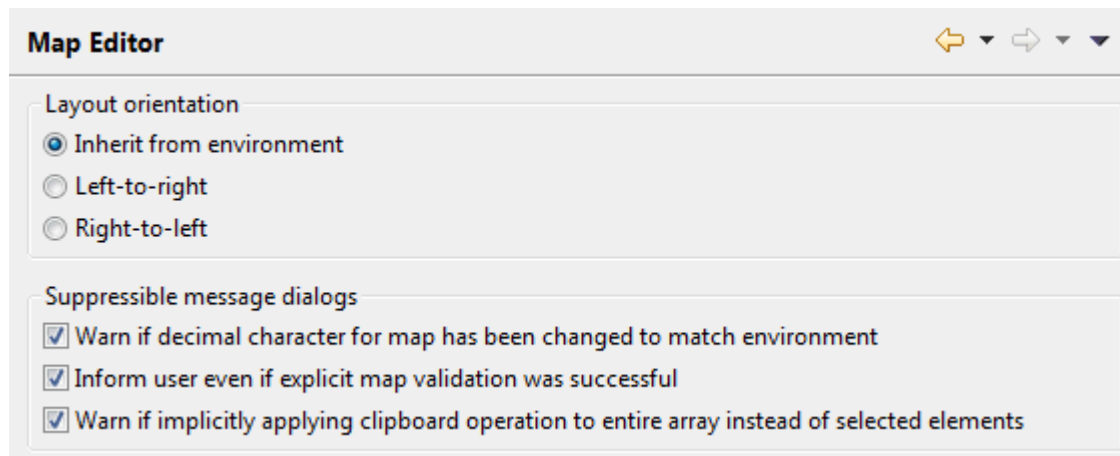 Map Editor
Layout orientation
Inherit from environment
Left-to-right
Right-to-left
Suppressible message dialogs
Warn if decimal character for map has been changed to match environment
Inform user even if explicit map validation was successful
Warn if implicitly applying clipboard operation to entire array instead of selected elements